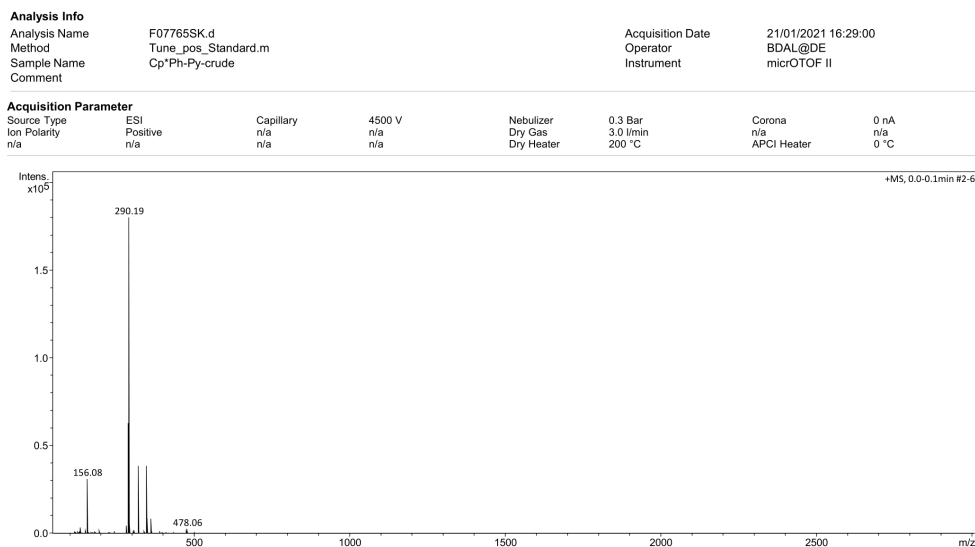 Analysis Info
Analysis Name F07765SK.d Acquisition Date 21/01/2021 16:29:00
Method Tune_pos_Standard.m Operator BDAL@DE
Sample Name Cp*Ph-Py-crude Instrument micrOTOF II
Comment
Acquisition Parameter
Source Type ESI Capillary 4500 V Nebulizer 0.3 Bar Corona 0 nA
Ion Polarity Positive n/a n/a Dry Gas 3.0 l/min n/a n/a
n/a n/a n/a n/a Dry Heater 200 °C APCI Heater 0 °C
Intens.
x10⁵
+MS, 0.0-0.1min #2-6
290.19
1.5
1.0
0.5
156.08
478.06
0.0
500 1000 1500 2000 2500 m/z